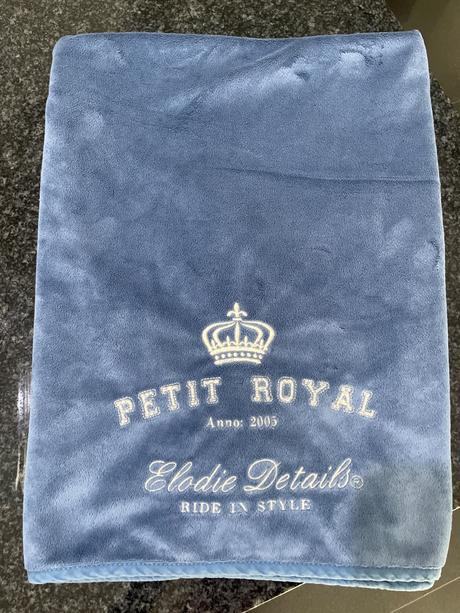 PETIT ROYAL
Anno: 2005
Elodie Details®
RIDE IN STYLE